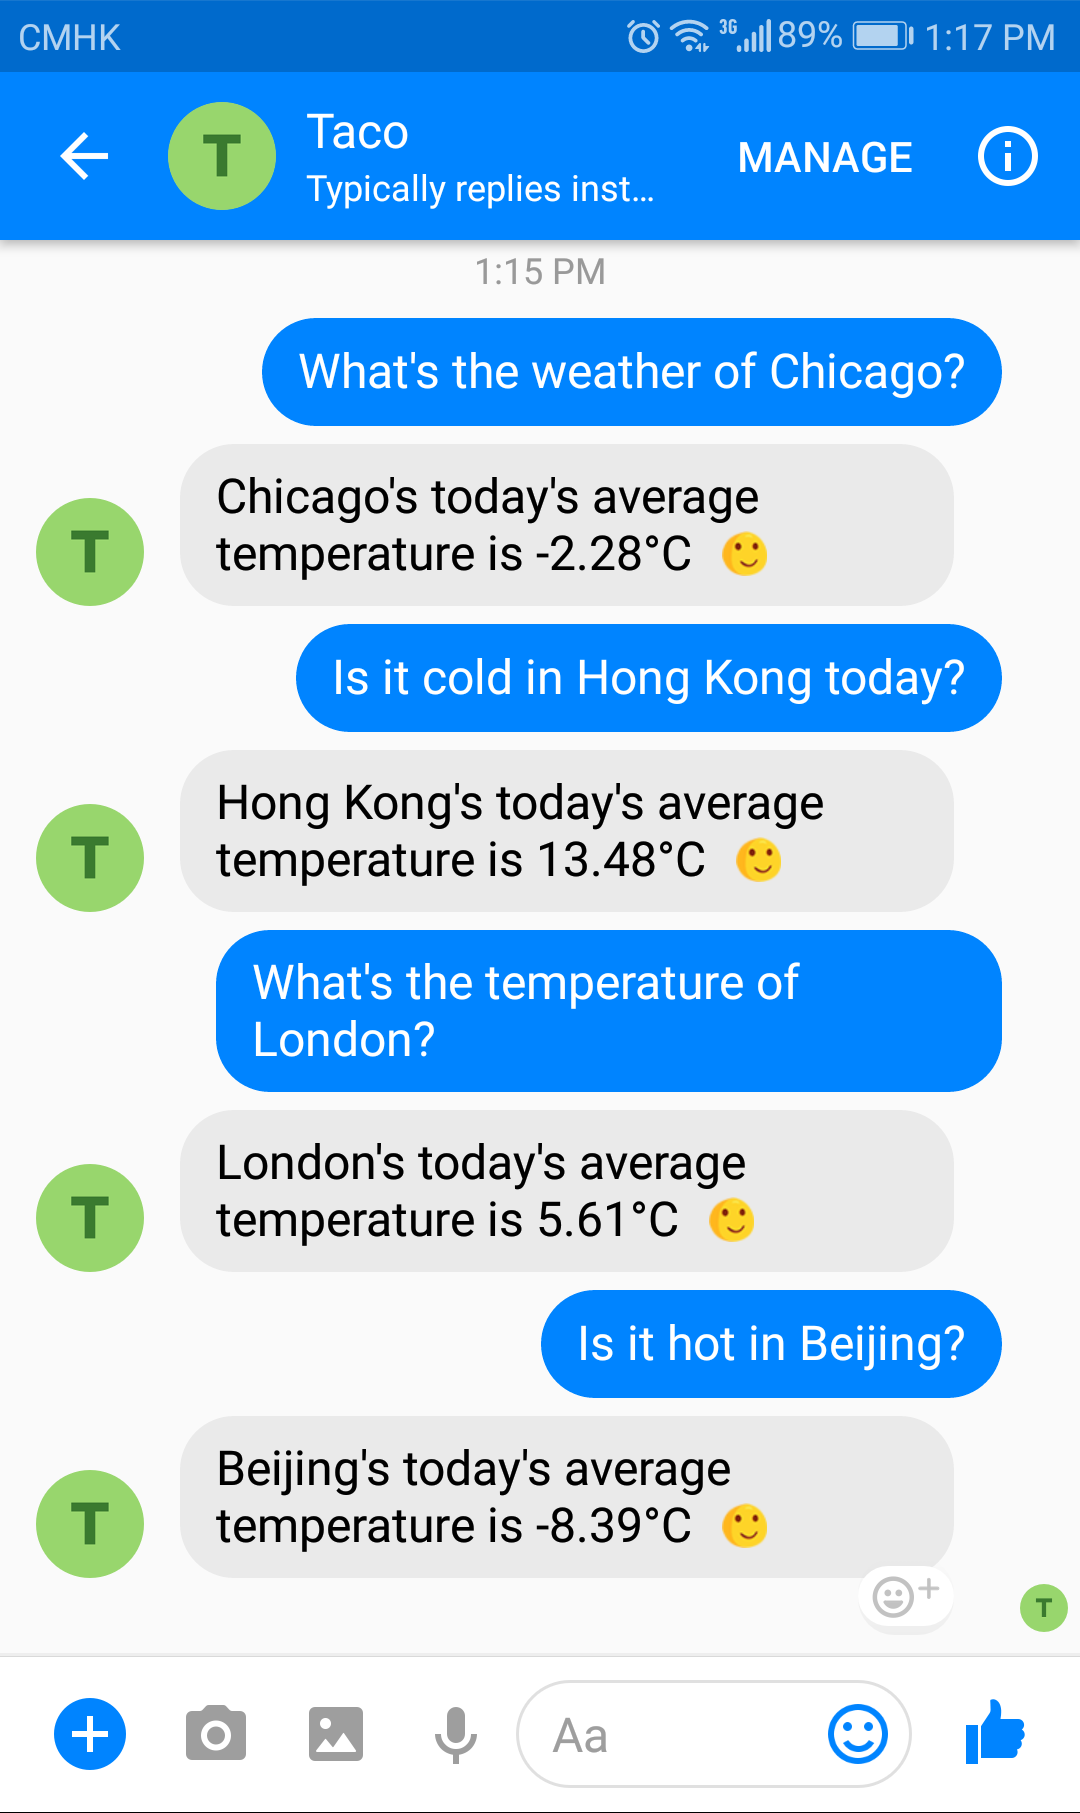 CMHK 3G 89% 1:17 PM
T Taco MANAGE
Typically replies inst...
1:15 PM
What's the weather of Chicago?
Chicago's today's average
T temperature is -2.28°C
Is it cold in Hong Kong today?
Hong Kong's today's average
T temperature is 13.48°C
What's the temperature of
London?
London's today's average
T temperature is 5.61°C
Is it hot in Beijing?
Beijing's today's average
T temperature is -8.39°C
T
Aa